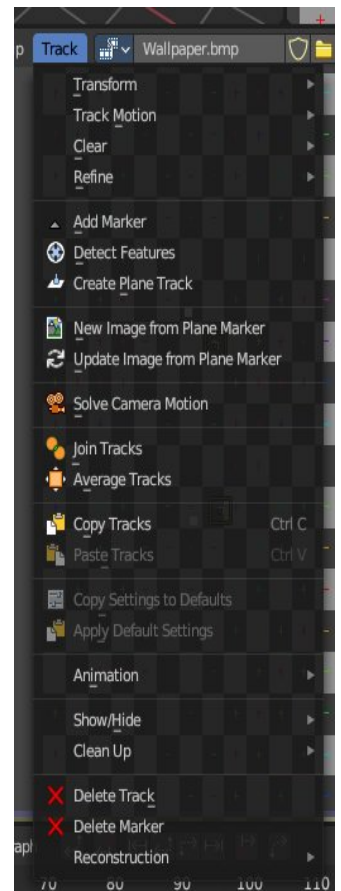 p Track Wallpaper.bmp
Transform
Track Motion
Clear
Refine
Add Marker
Detect Features
Create Plane Track
New Image from Plane Marker
Update Image from Plane Marker
Solve Camera Motion
Join Tracks
Average Tracks
Copy Tracks Ctrl C
Paste Tracks Ctrl V
Copy Settings to Defaults
Apply Default Settings
Animation
Show/Hide
Clean Up
Delete Track
Delete Marker
raph
Reconstruction
70 80 90 100 110